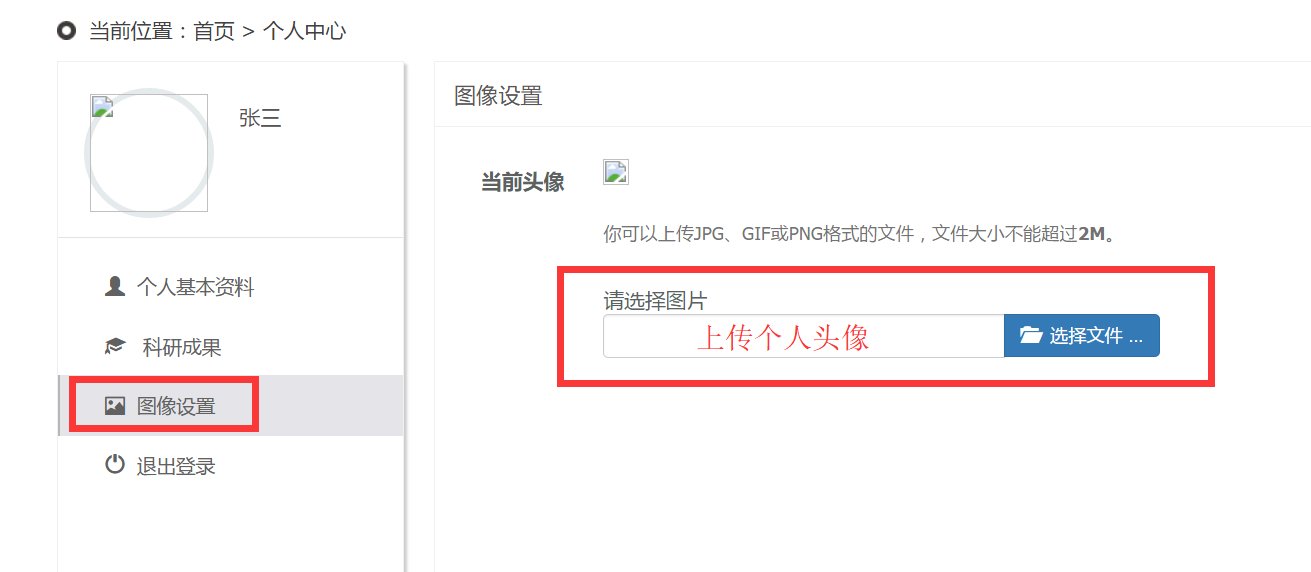 当前位置：首页 > 个人中心
张三
个人基本资料
科研成果
图像设置
退出登录
图像设置
当前头像
你可以上传JPG、GIF或PNG格式的文件，文件大小不能超过2M。
请选择图片
上传个人头像
选择文件 ...